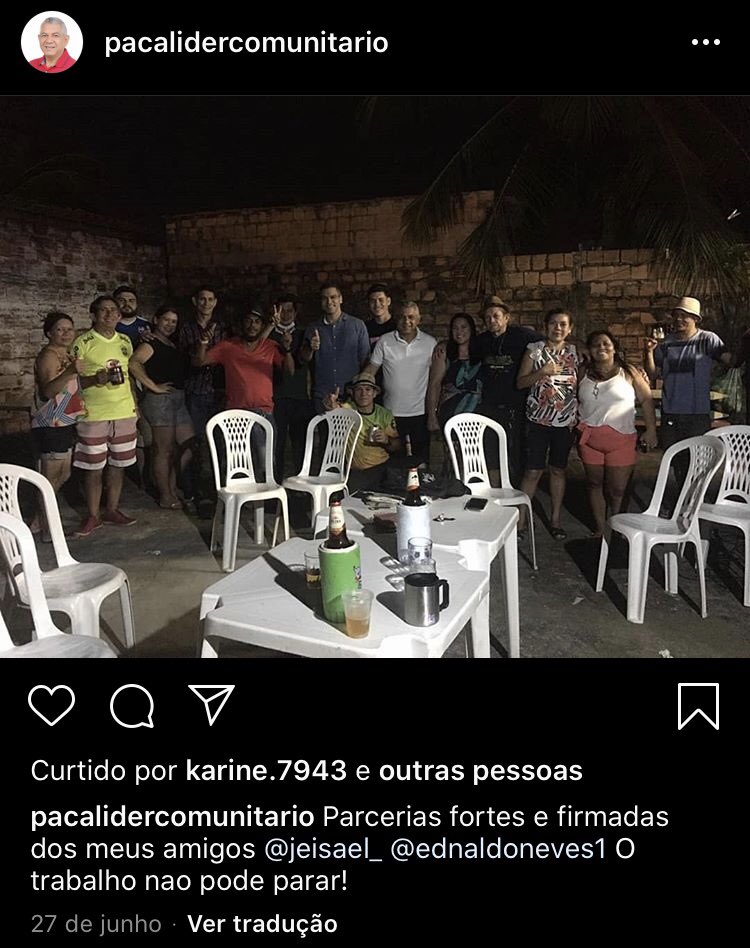 pacalidercomunitario
Curtido por karine.7943 e outras pessoas
pacalidercomunitario Parcerias fortes e firmadas
dos meus amigos @jeisael_ @ednaldoneves1 O
trabalho nao pode parar!
27 de junho · Ver tradução